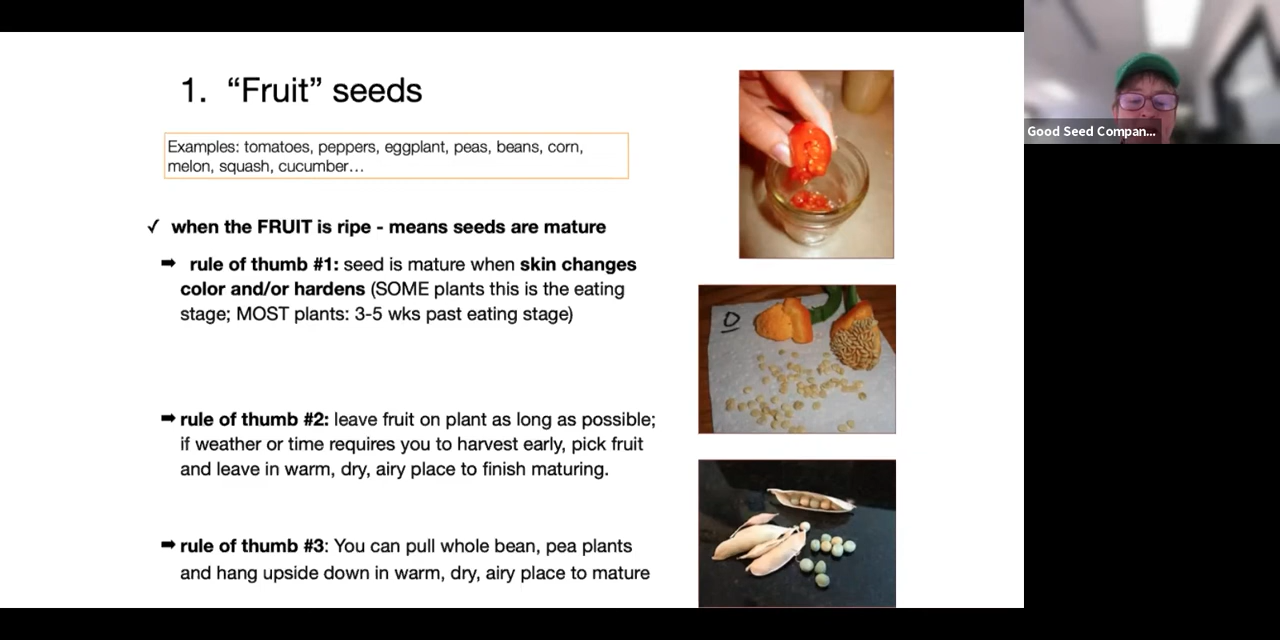 1. “Fruit” seeds
Examples: tomatoes, peppers, eggplant, peas, beans, corn,
melon, squash, cucumber…
✓ when the FRUIT is ripe - means seeds are mature
➡ rule of thumb #1: seed is mature when skin changes
color and/or hardens (SOME plants this is the eating
stage; MOST plants: 3-5 wks past eating stage)
➡ rule of thumb #2: leave fruit on plant as long as possible;
if weather or time requires you to harvest early, pick fruit
and leave in warm, dry, airy place to finish maturing.
➡ rule of thumb #3: You can pull whole bean, pea plants
and hang upside down in warm, dry, airy place to mature
Good Seed Compan...